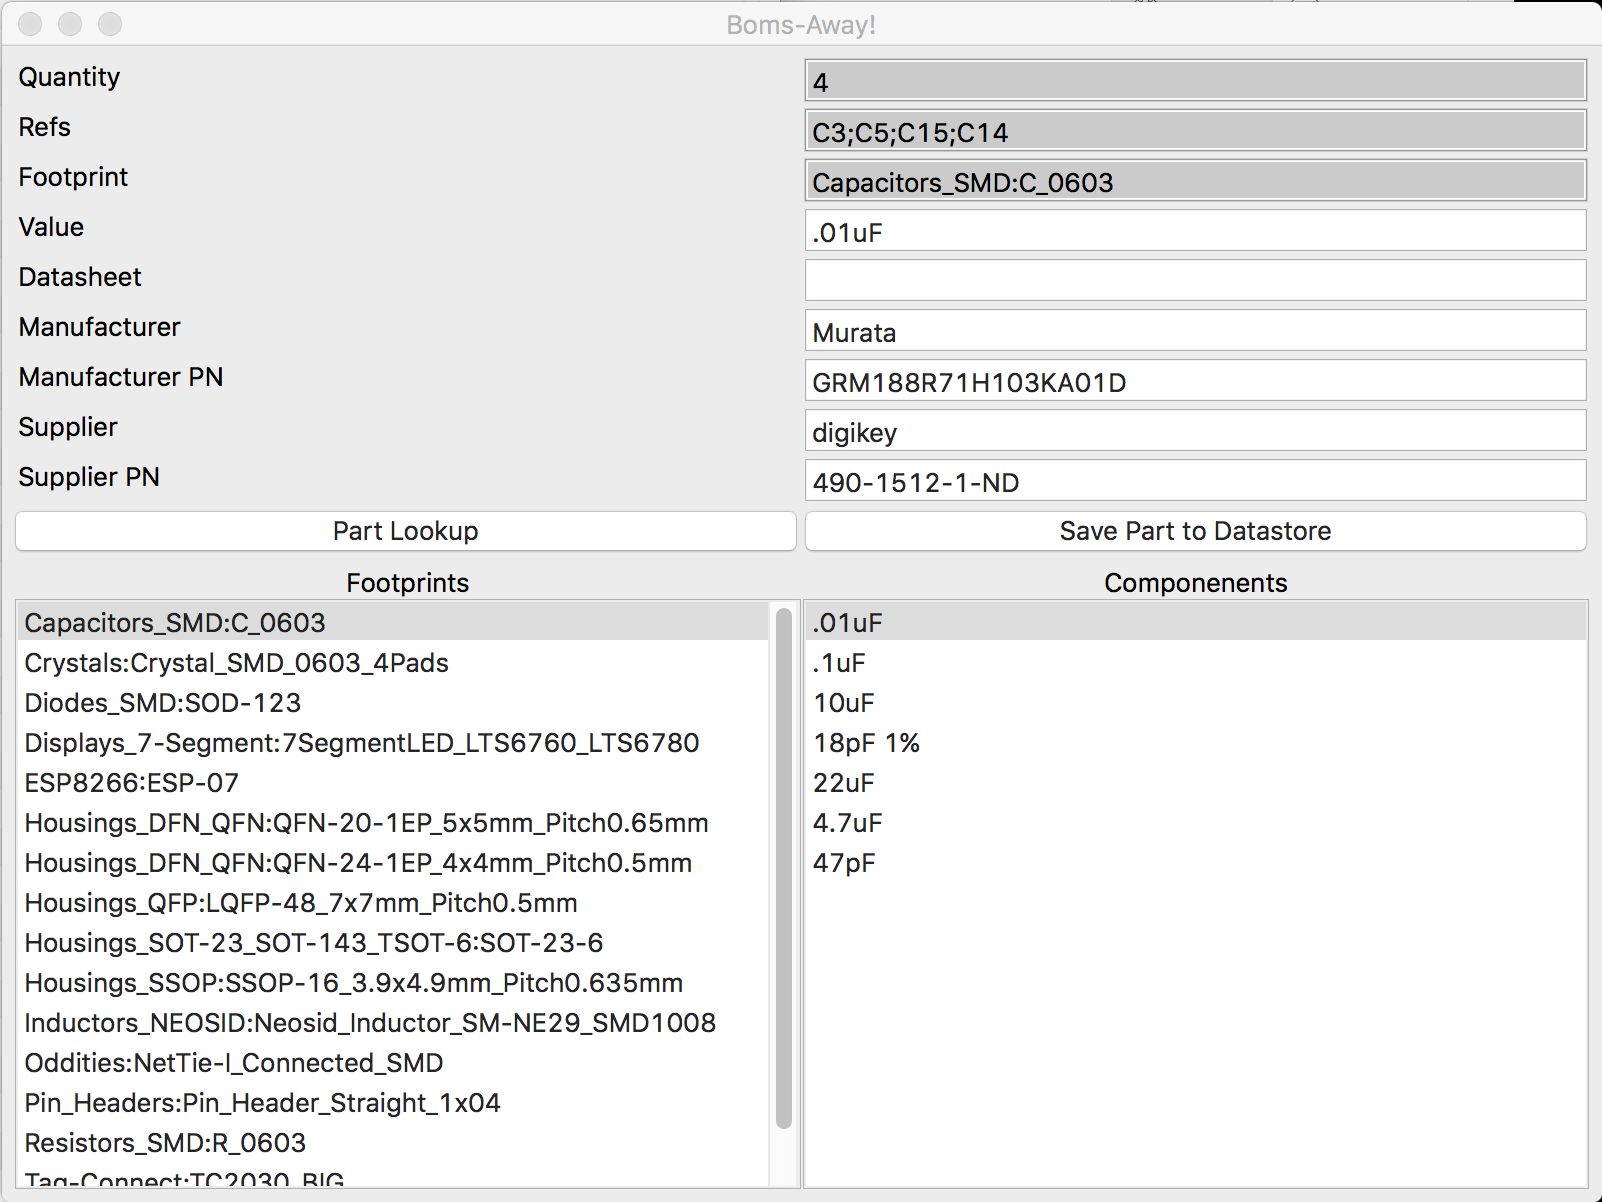 Boms-Away!
Quantity 4
Refs C3;C5;C15;C14
Footprint Capacitors_SMD:C_0603
Value .01uF
Datasheet
Manufacturer Murata
Manufacturer PN GRM188R71H103KA01D
Supplier digikey
Supplier PN 490-1512-1-ND
Part Lookup Save Part to Datastore
Footprints
Capacitors_SMD:C_0603
Crystals:Crystal_SMD_0603_4Pads
Diodes_SMD:SOD-123
Displays_7-Segment:7SegmentLED_LTS6760_LTS6780
ESP8266:ESP-07
Housings_DFN_QFN:QFN-20-1EP_5x5mm_Pitch0.65mm
Housings_DFN_QFN:QFN-24-1EP_4x4mm_Pitch0.5mm
Housings_QFP:LQFP-48_7x7mm_Pitch0.5mm
Housings_SOT-23_SOT-143_TSOT-6:SOT-23-6
Housings_SSOP:SSOP-16_3.9x4.9mm_Pitch0.635mm
Inductors_NEOSID:Neosid_Inductor_SM-NE29_SMD1008
Oddities:NetTie-I_Connected_SMD
Pin_Headers:Pin_Header_Straight_1x04
Resistors_SMD:R_0603
Tag-Connect:TC2030_BIG
Componenents
.01uF
.1uF
10uF
18pF 1%
22uF
4.7uF
47pF